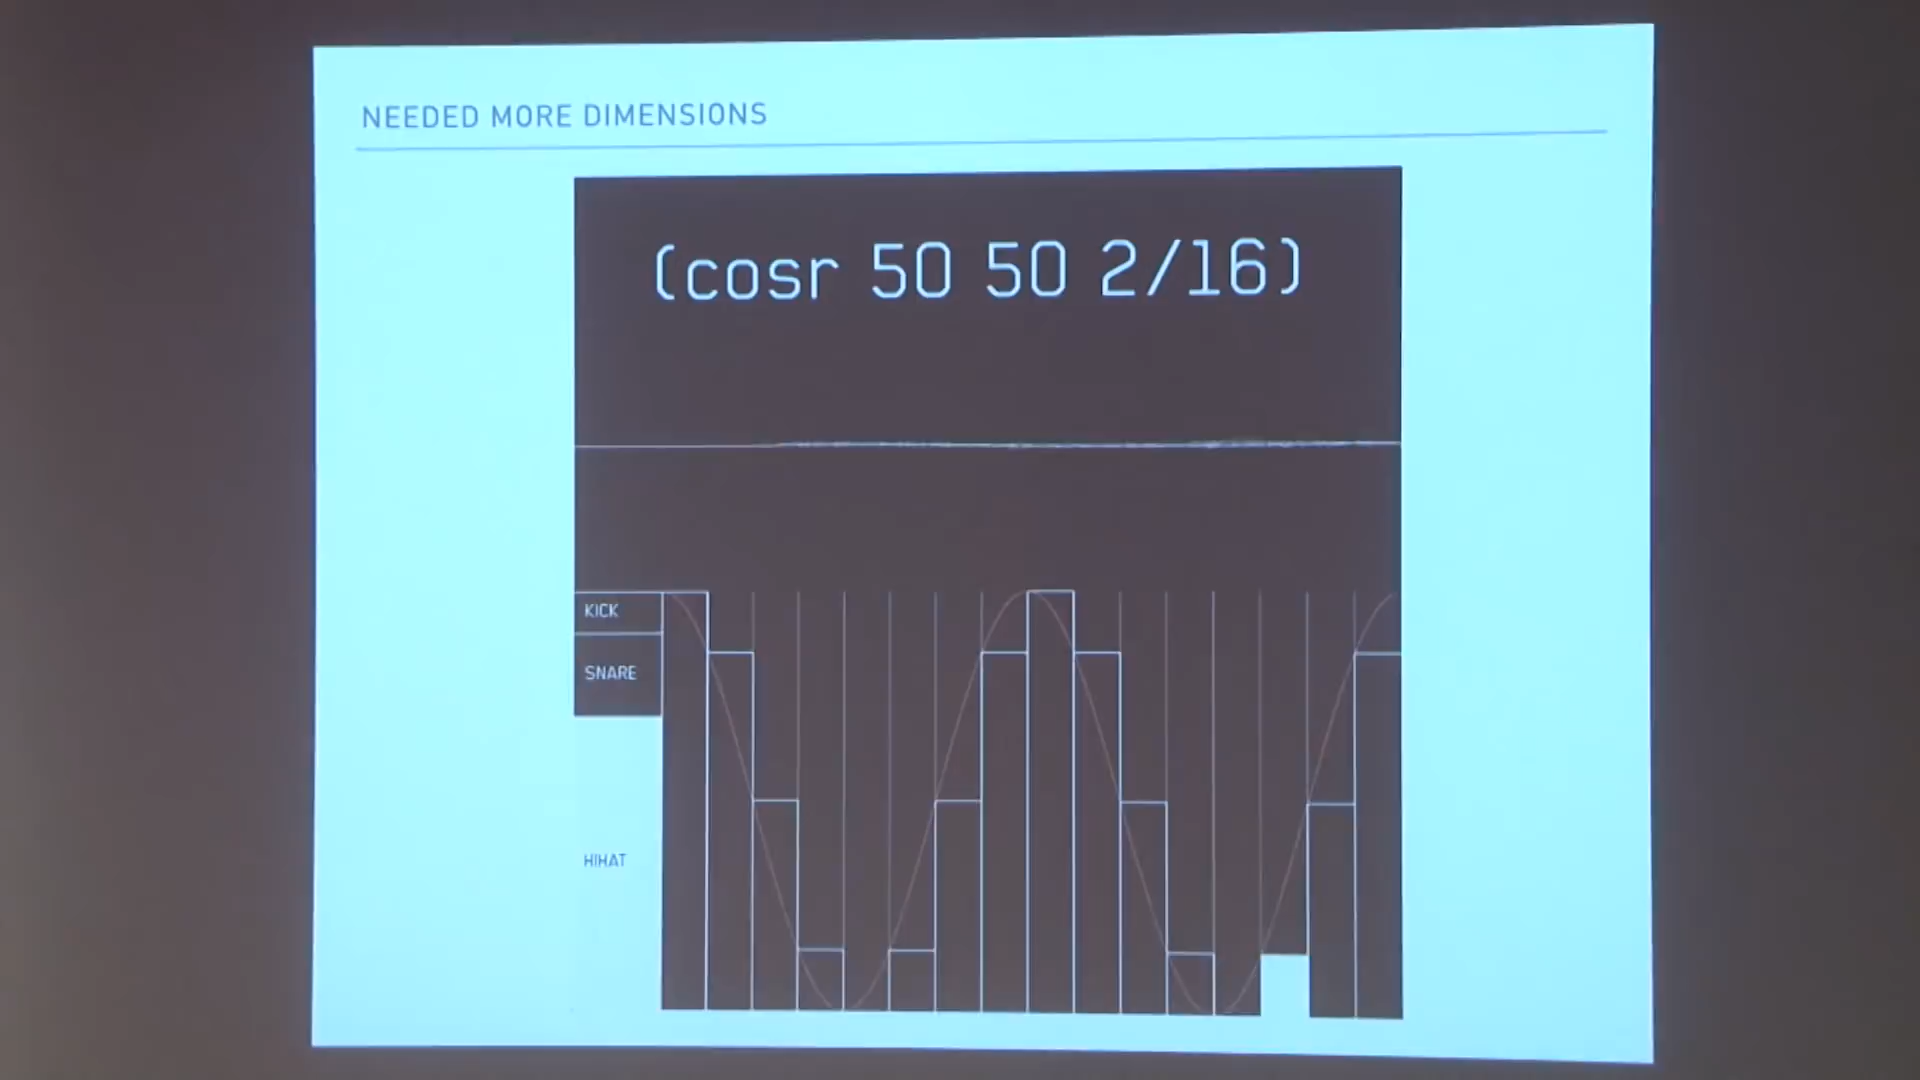 NEEDED MORE DIMENSIONS
(cosr 50 50 2/16)
KICK
SNARE
HIHAT